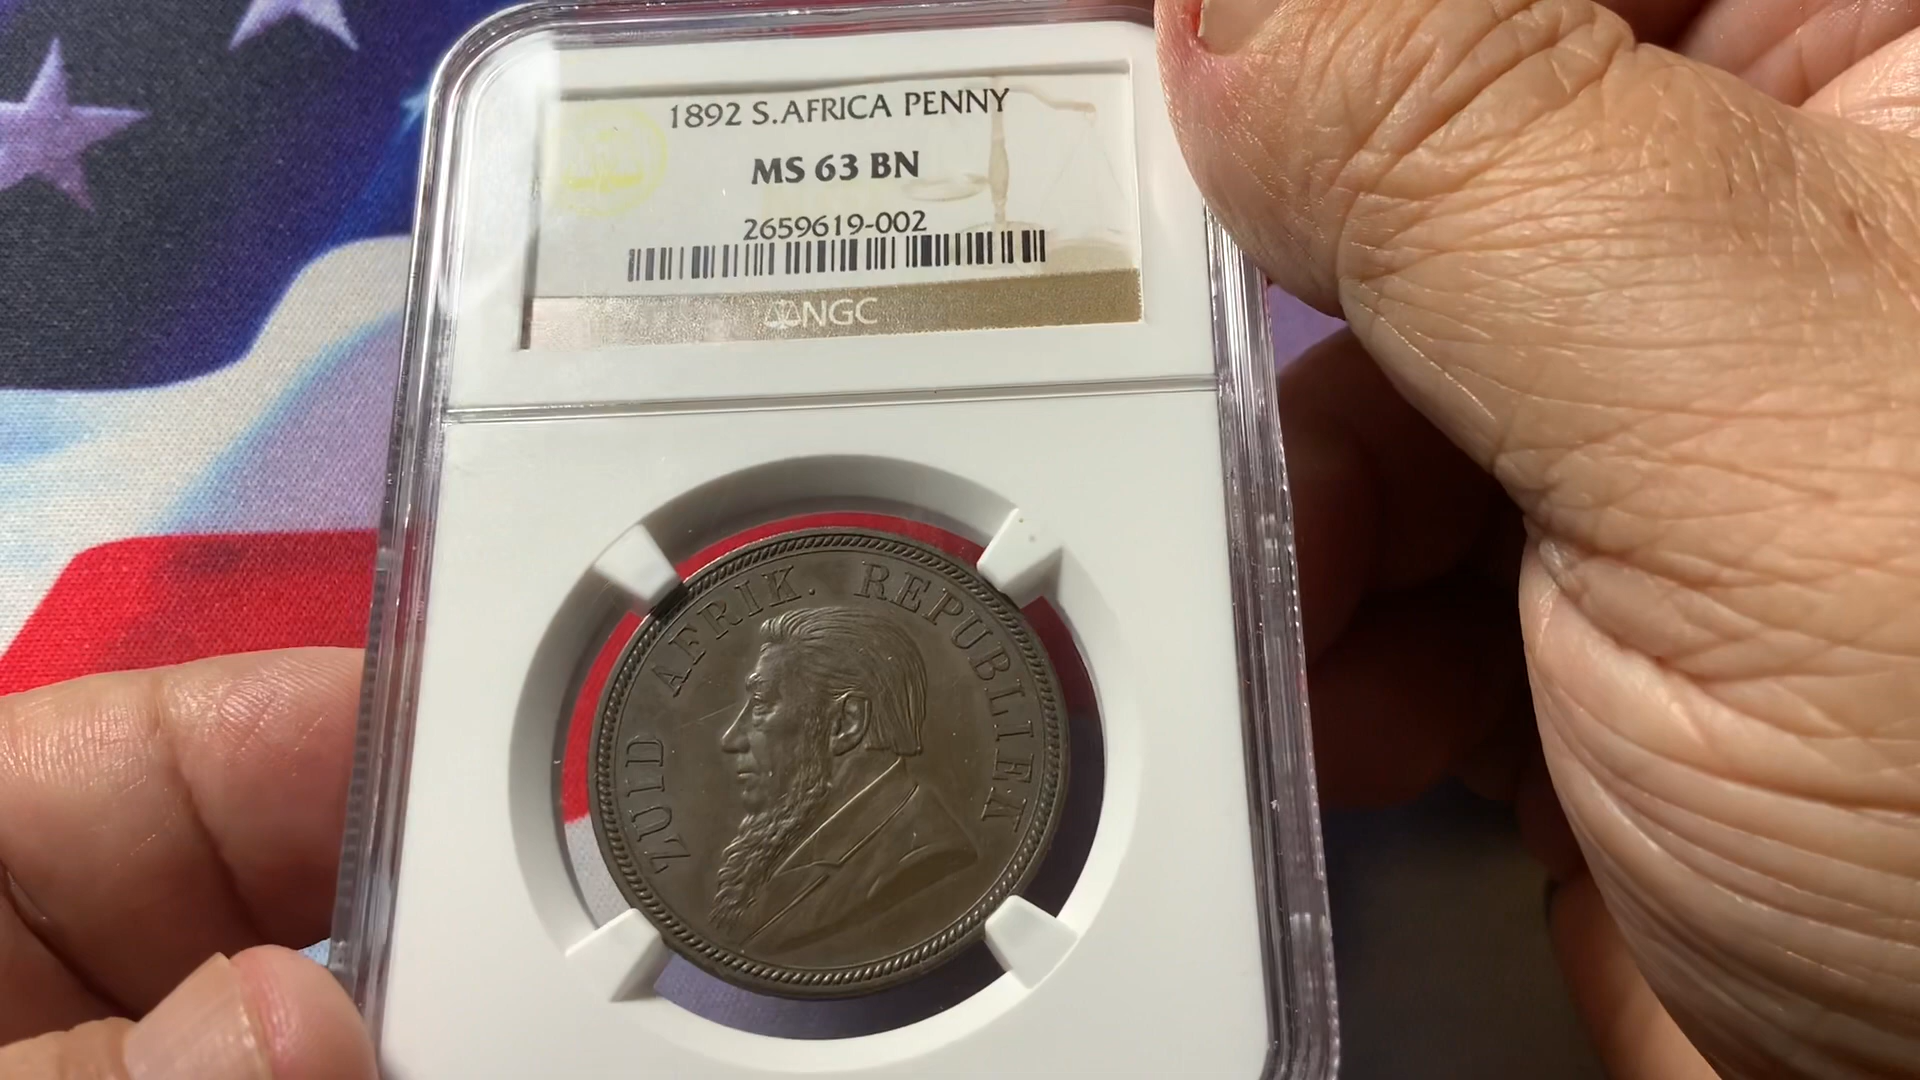 1892 S.AFRICA PENNY
MS 63 BN
2659619-002
NGC
ZUID AFRIK. REPUBLIEK